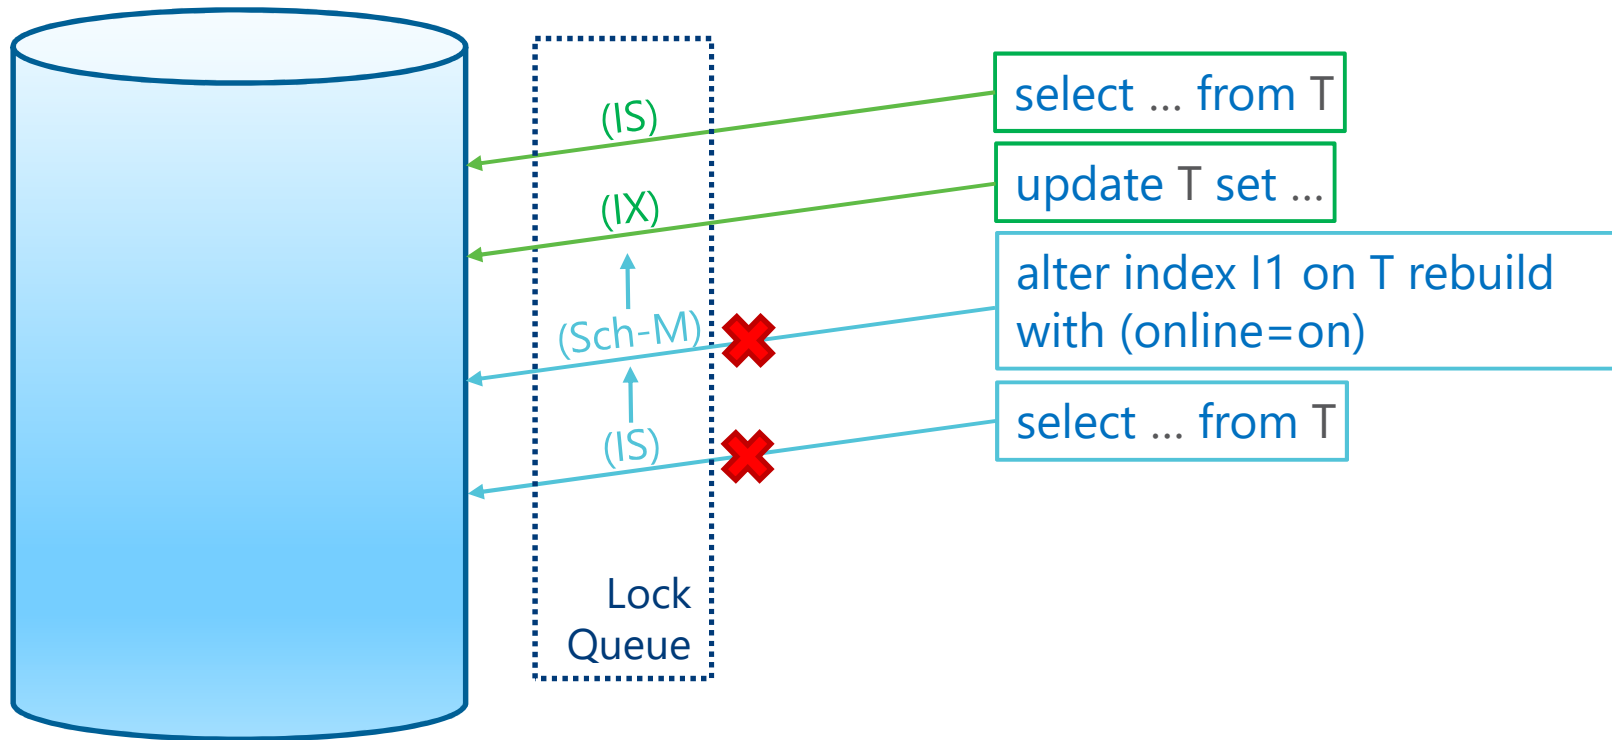 (IS)
select ... from T
(IX)
update T set ...
(Sch-M)
alter index I1 on T rebuild
with (online=on)
(IS)
select ... from T
Lock
Queue